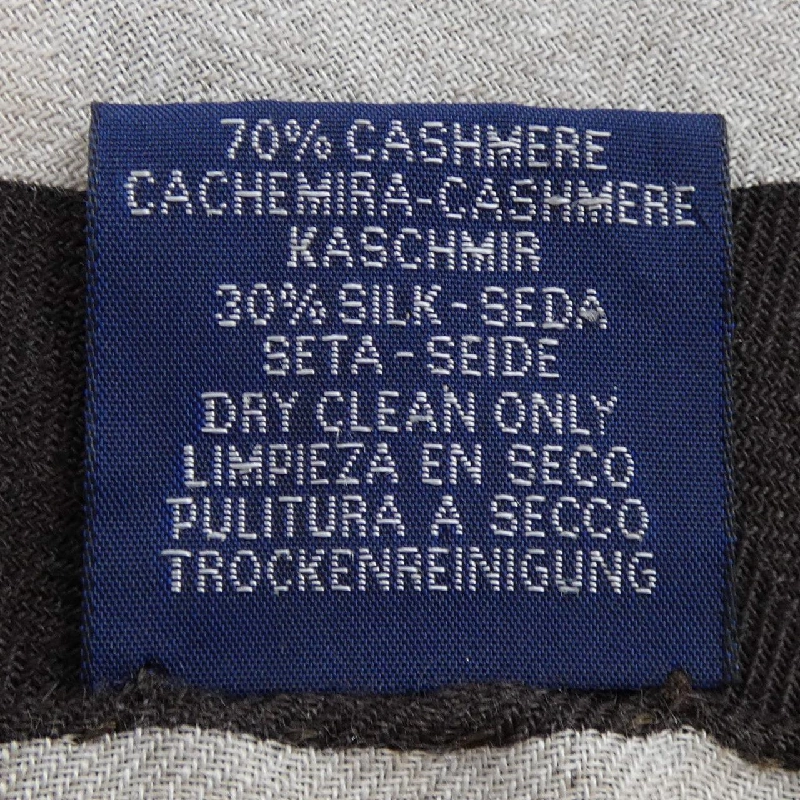 70% CASHMERE
CACHEMIRA-CASHMERE
KASCHMIR
30% SILK - SEDA
SETA - SEIDE
DRY CLEAN ONLY
LIMPIEZA EN SECO
PULITURA A SECCO
TROCKENREINIGUNG